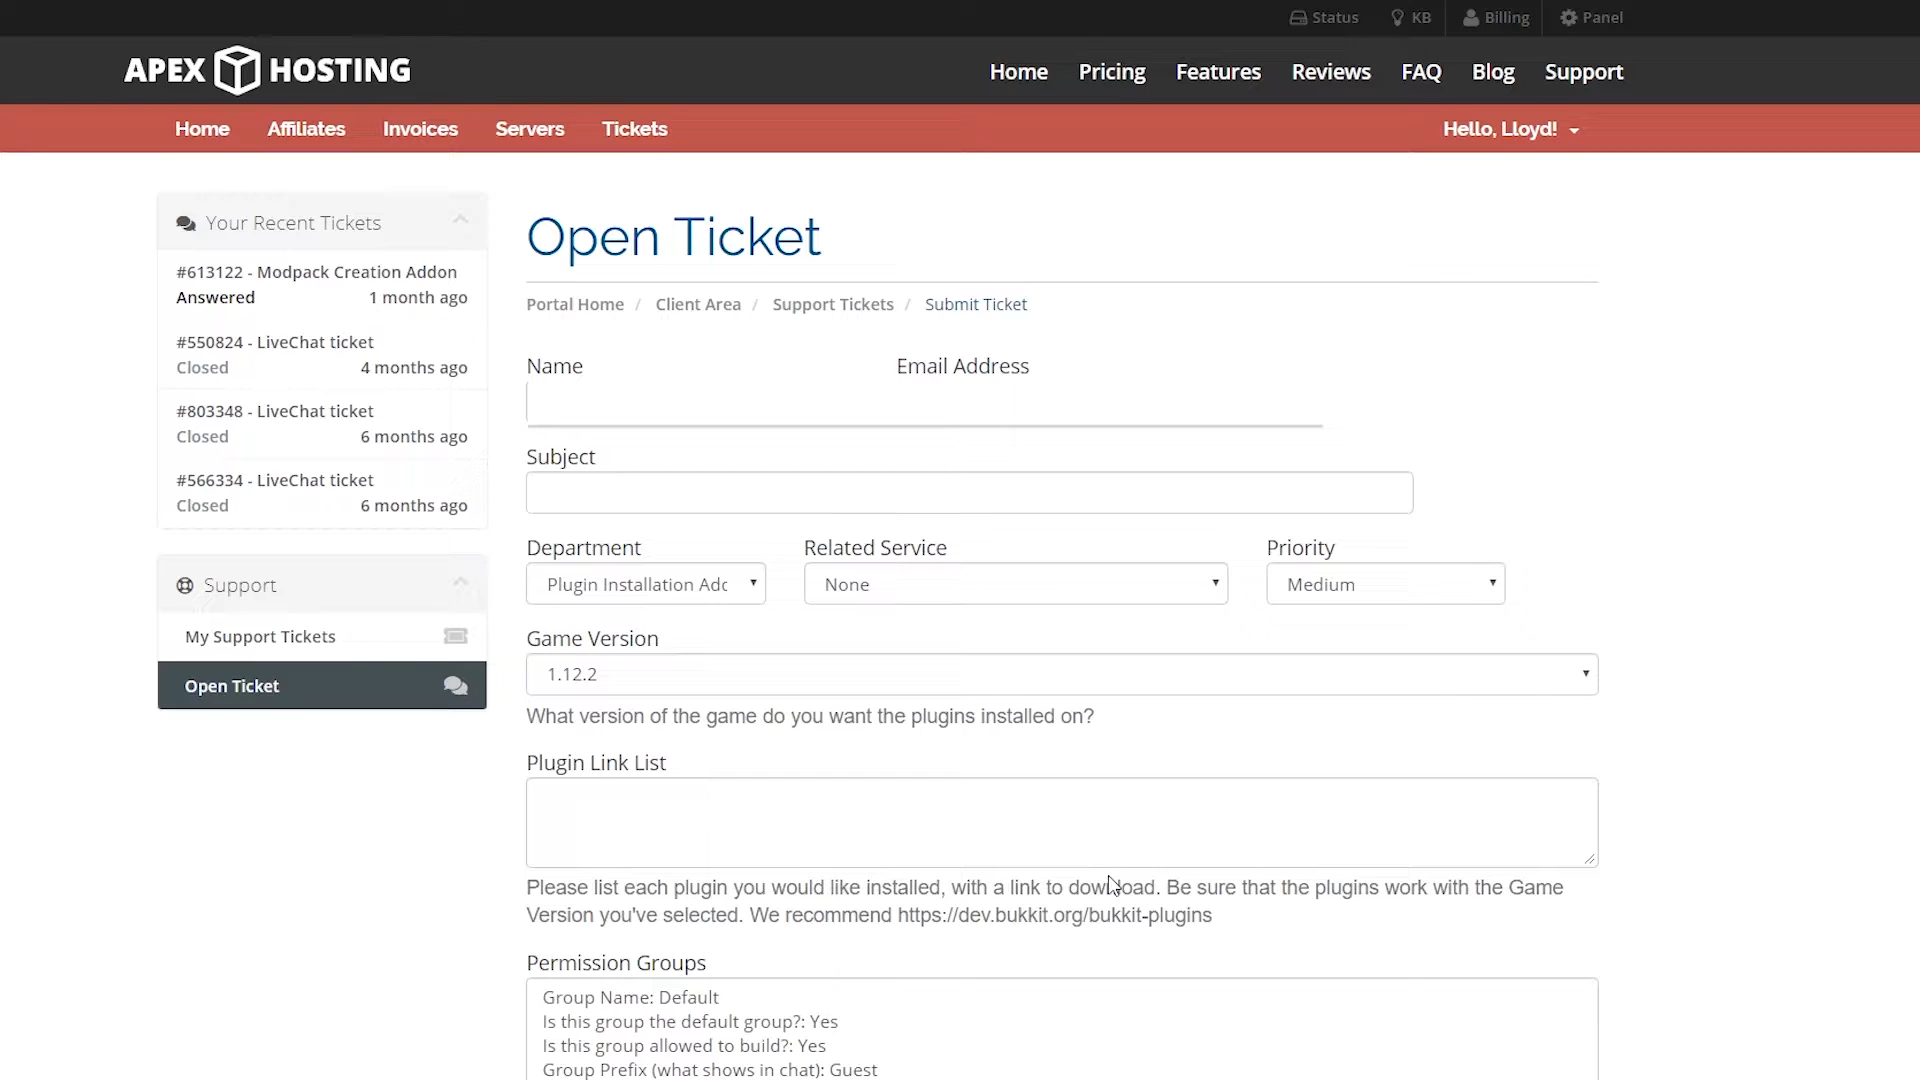 Status KB Billing Panel
APEX HOSTING
Home Pricing Features Reviews FAQ Blog Support
Home Affiliates Invoices Servers Tickets Hello, Lloyd!
Your Recent Tickets
#613122 - Modpack Creation Addon
Answered 1 month ago
#550824 - LiveChat ticket
Closed 4 months ago
#803348 - LiveChat ticket
Closed 6 months ago
#566334 - LiveChat ticket
Closed 6 months ago
Support
My Support Tickets
Open Ticket
Open Ticket
Portal Home / Client Area / Support Tickets / Submit Ticket
Name Email Address
Subject
Department Related Service Priority
Plugin Installation Adc None Medium
Game Version
1.12.2
What version of the game do you want the plugins installed on?
Plugin Link List
Please list each plugin you would like installed, with a link to download. Be sure that the plugins work with the Game
Version you've selected. We recommend https://dev.bukkit.org/bukkit-plugins
Permission Groups
Group Name: Default
Is this group the default group?: Yes
Is this group allowed to build?: Yes
Group Prefix (what shows in chat): Guest